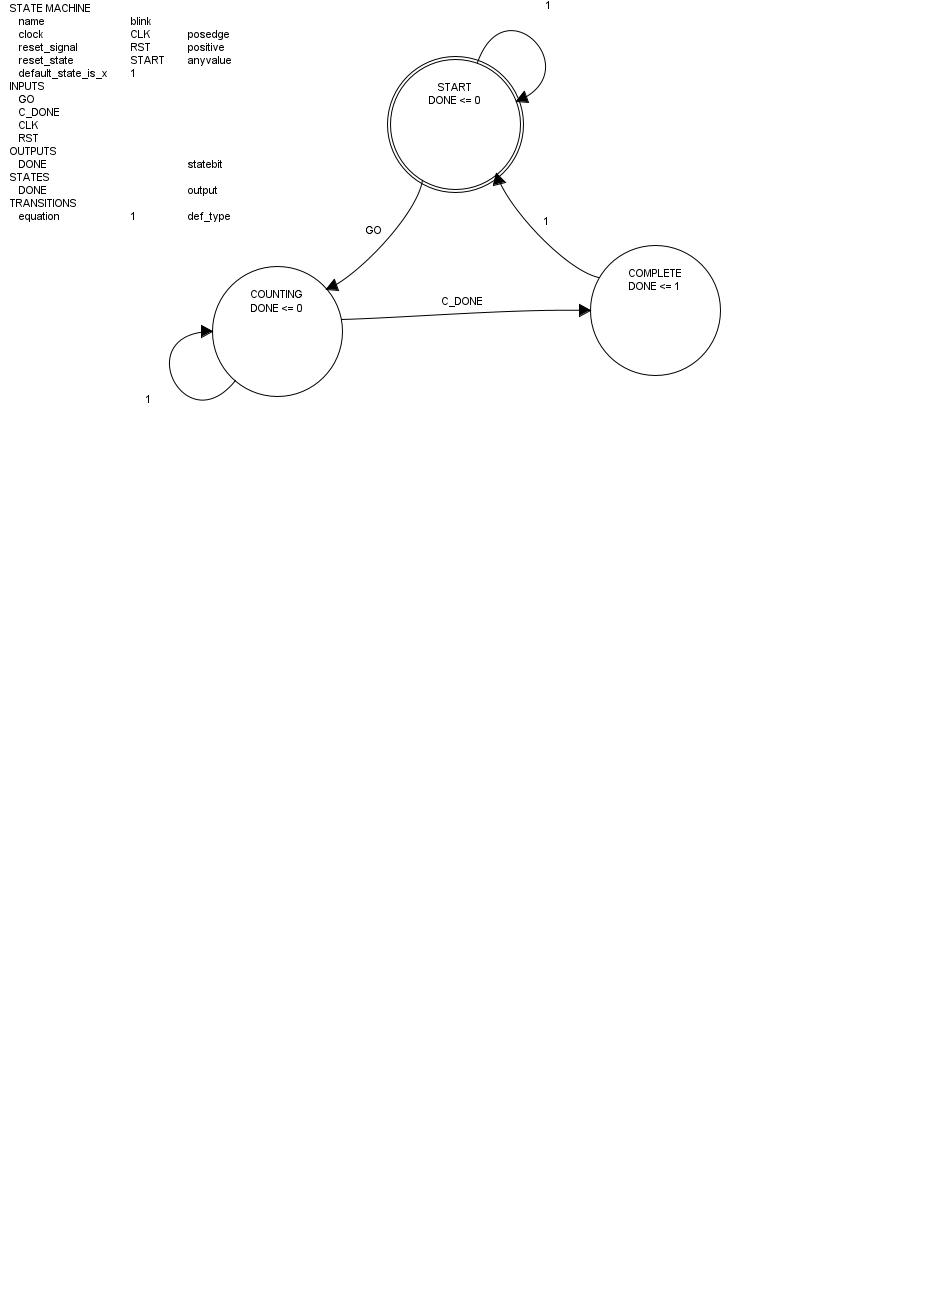 STATE MACHINE
name blink
clock CLK posedge
reset_signal RST positive
reset_state START anyvalue
default_state_is_x 1
INPUTS
GO
C_DONE
CLK
RST
OUTPUTS
DONE statebit
STATES
DONE output
TRANSITIONS
equation 1 def_type
1
START
DONE <= 0
GO
1
COUNTING
DONE <= 0
C_DONE
COMPLETE
DONE <= 1
1